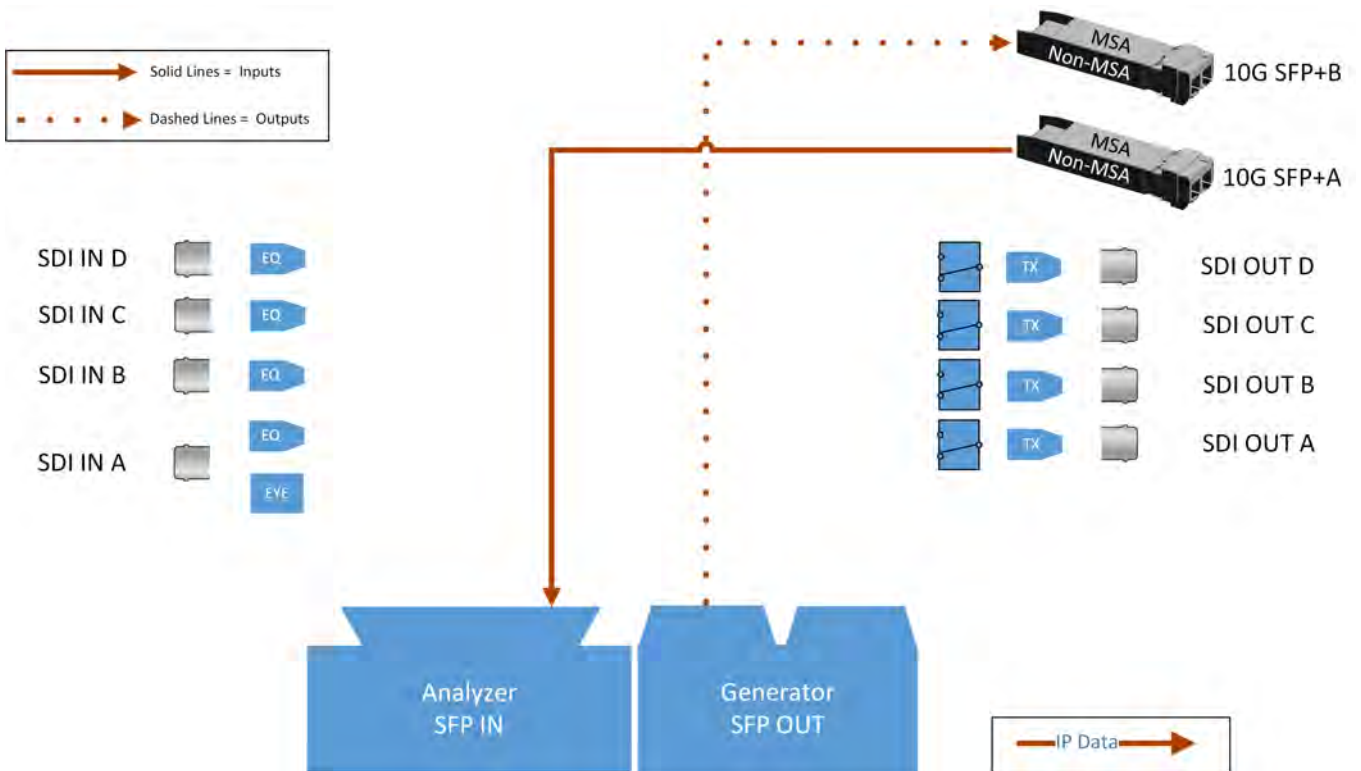 MSA
Non-MSA
10G SFP+B
Solid Lines = Inputs
Dashed Lines = Outputs
MSA
Non-MSA
10G SFP+A
SDI IN D
EQ
TX
SDI OUT D
SDI IN C
EQ
TX
SDI OUT C
SDI IN B
EQ
TX
SDI OUT B
SDI IN A
EQ
EYE
TX
SDI OUT A
Analyzer
SFP IN
Generator
SFP OUT
IP Data